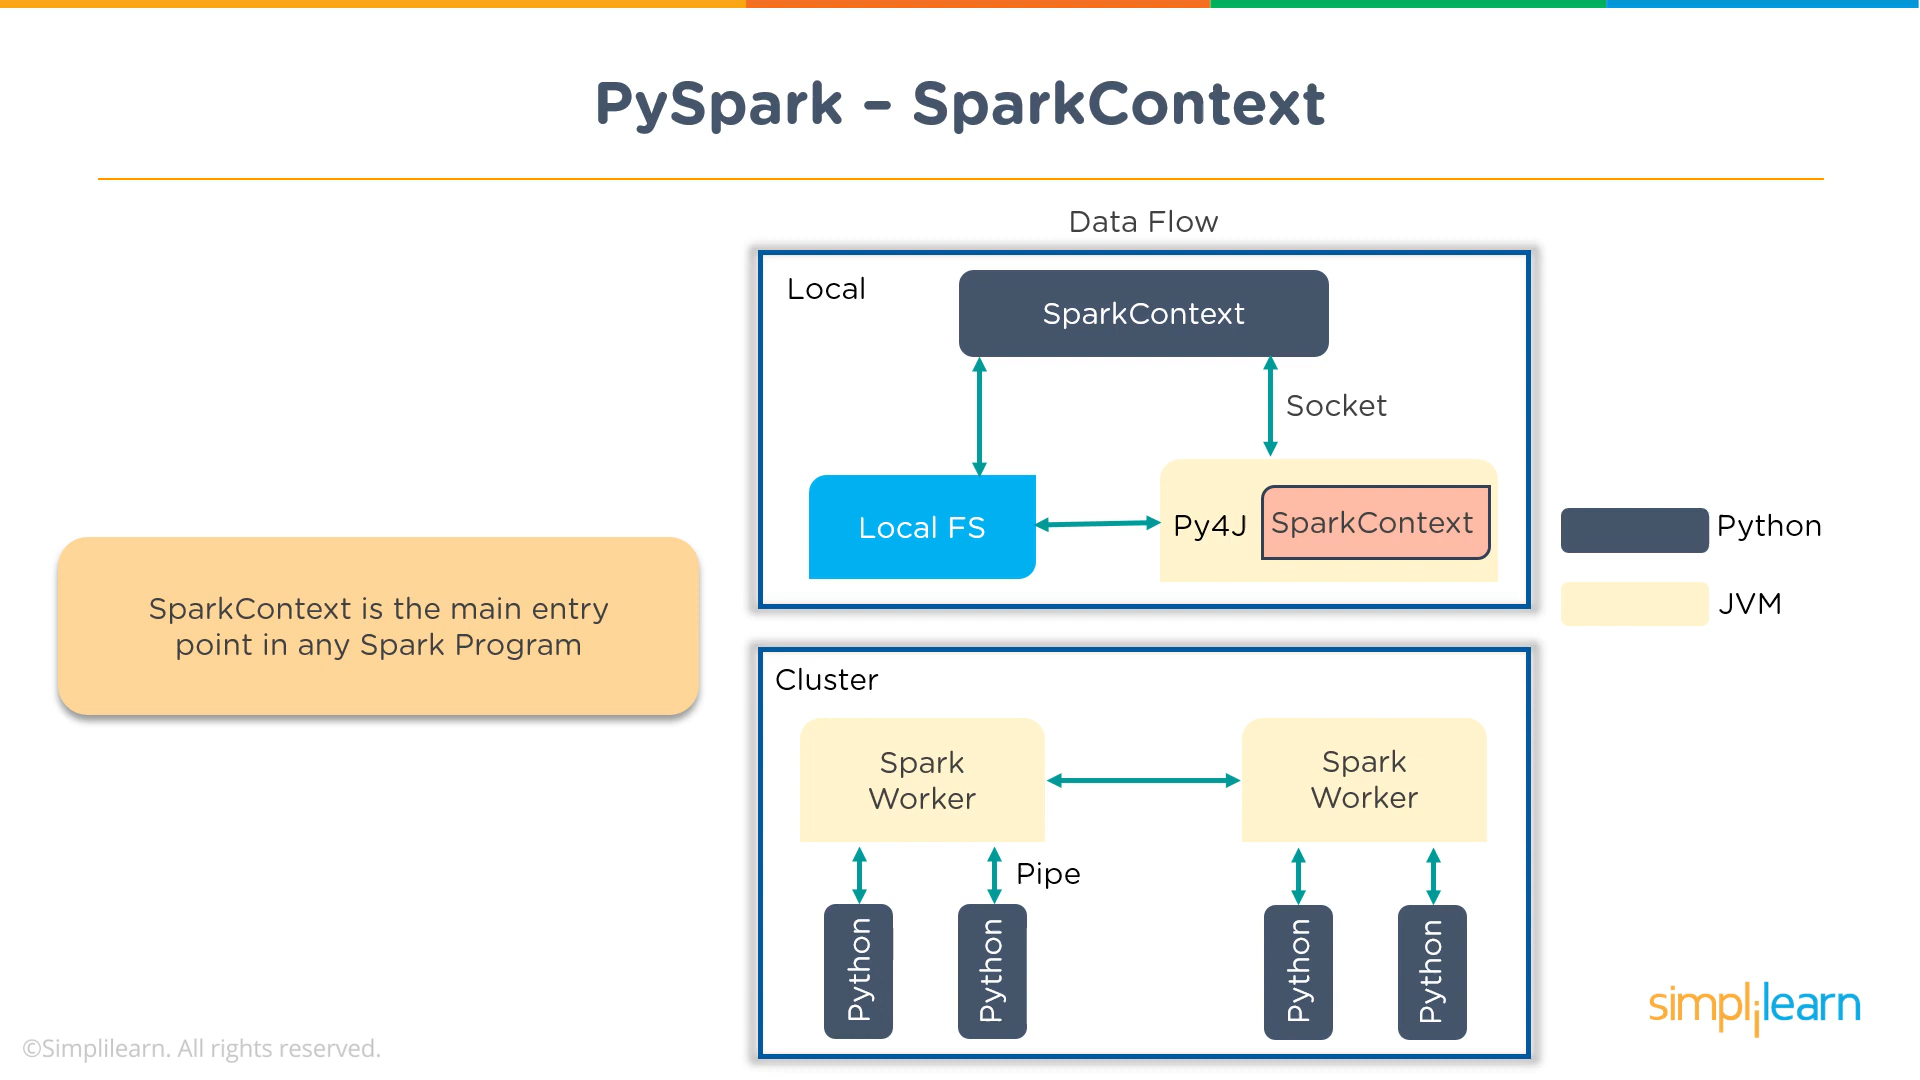 PySpark – SparkContext
Data Flow
Local
SparkContext
Socket
Local FS
Py4J
SparkContext
Python
JVM
SparkContext is the main entry
point in any Spark Program
Cluster
Spark
Worker
Spark
Worker
Pipe
Python
Python
Python
Python
simplilearn
©Simplilearn. All rights reserved.